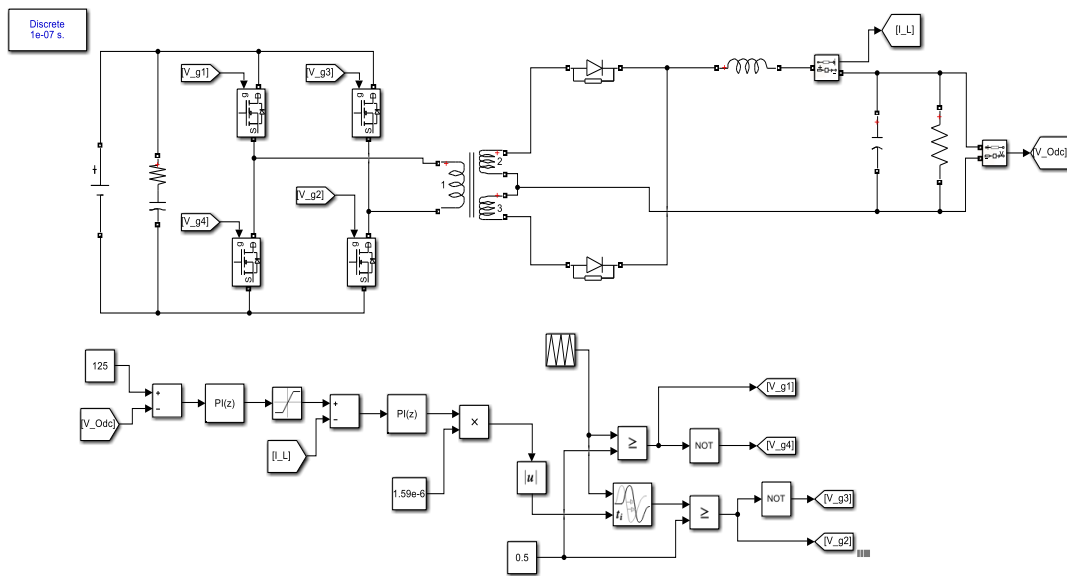 Discrete
1e-07 s.
[I_L]
[V_g1]
[V_g3]
g
D
S
g
D
S
+
+
+
1
2
+
3
+
+
+
+
-
+
v
-
[V_Odc]
[V_g4]
[V_g2]
g
D
S
g
D
S
125
+
-
PI(z)
+
-
PI(z)
×
[V_Odc]
[I_L]
1.59e-6
|u|
≥
NOT
[V_g1]
[V_g4]
ti
≥
NOT
[V_g3]
[V_g2]
0.5